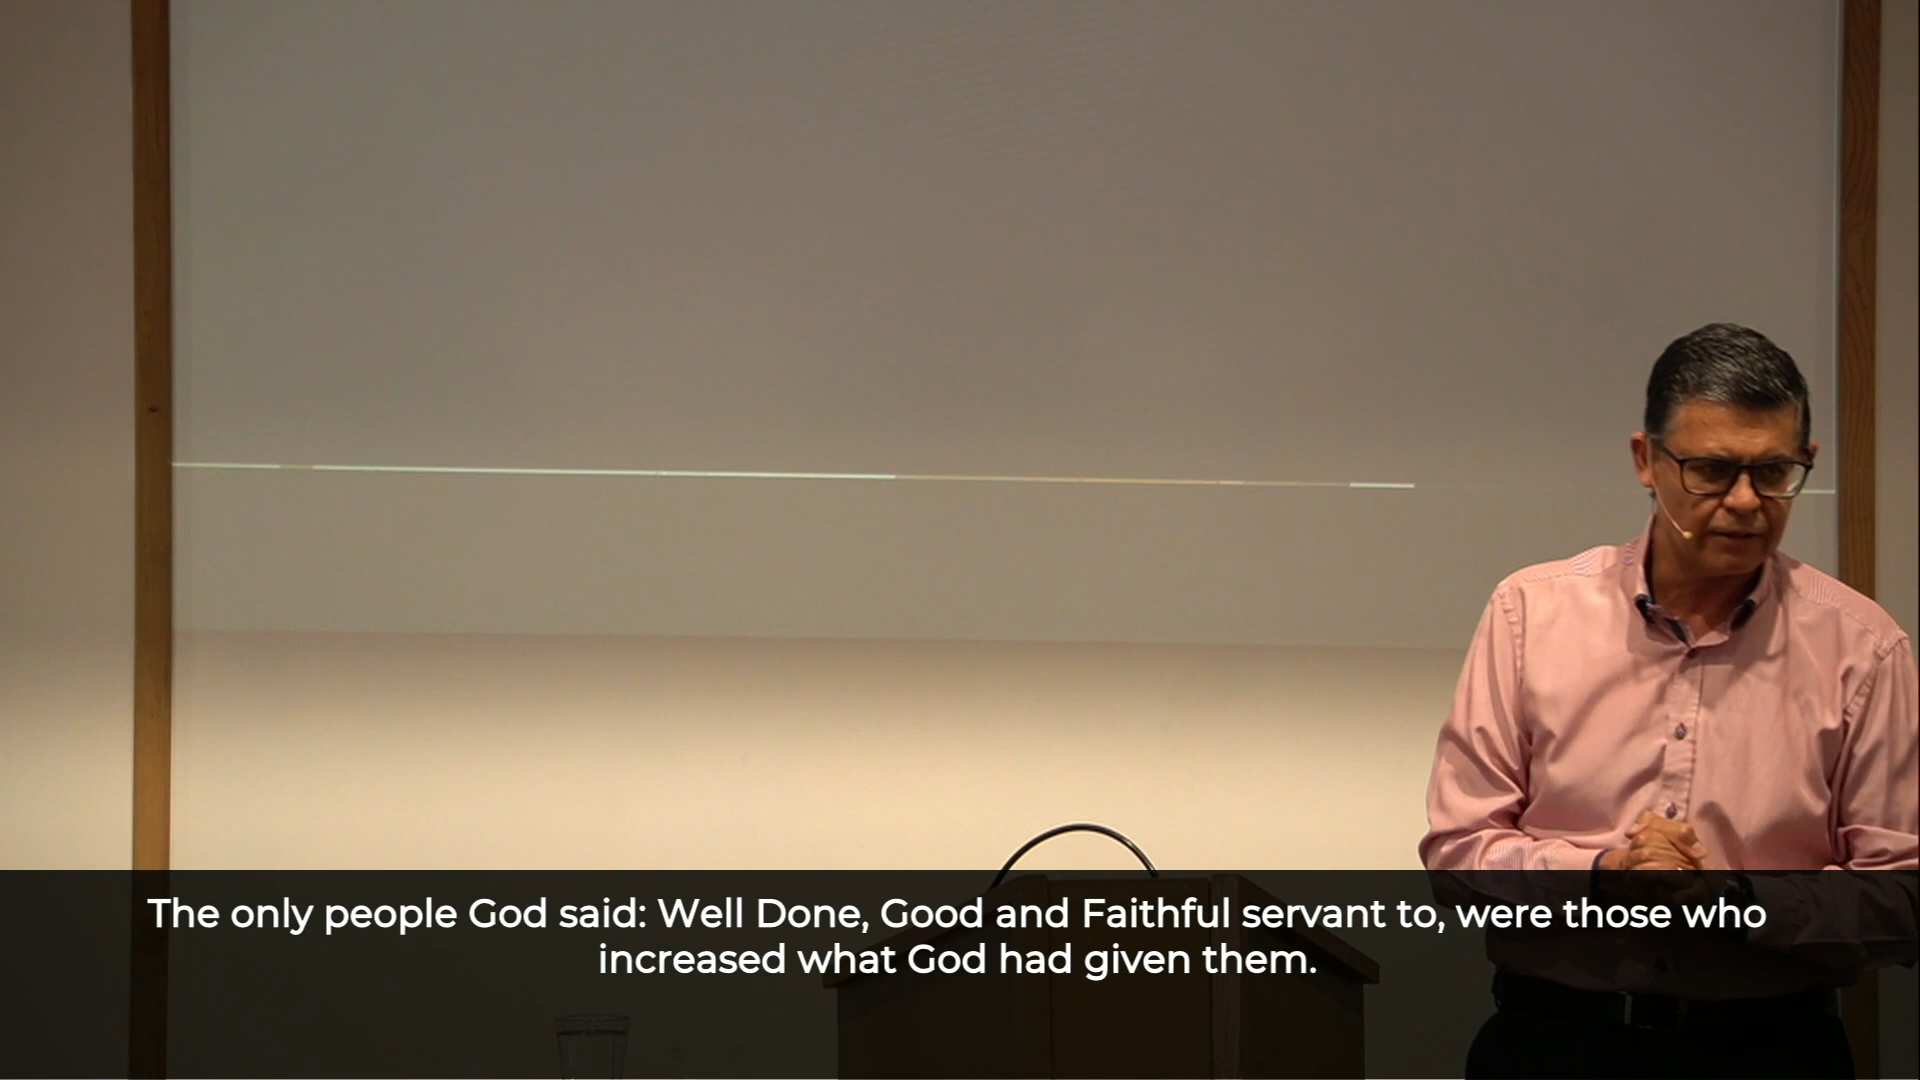 The only people God said: Well Done, Good and Faithful servant to, were those who
increased what God had given them.